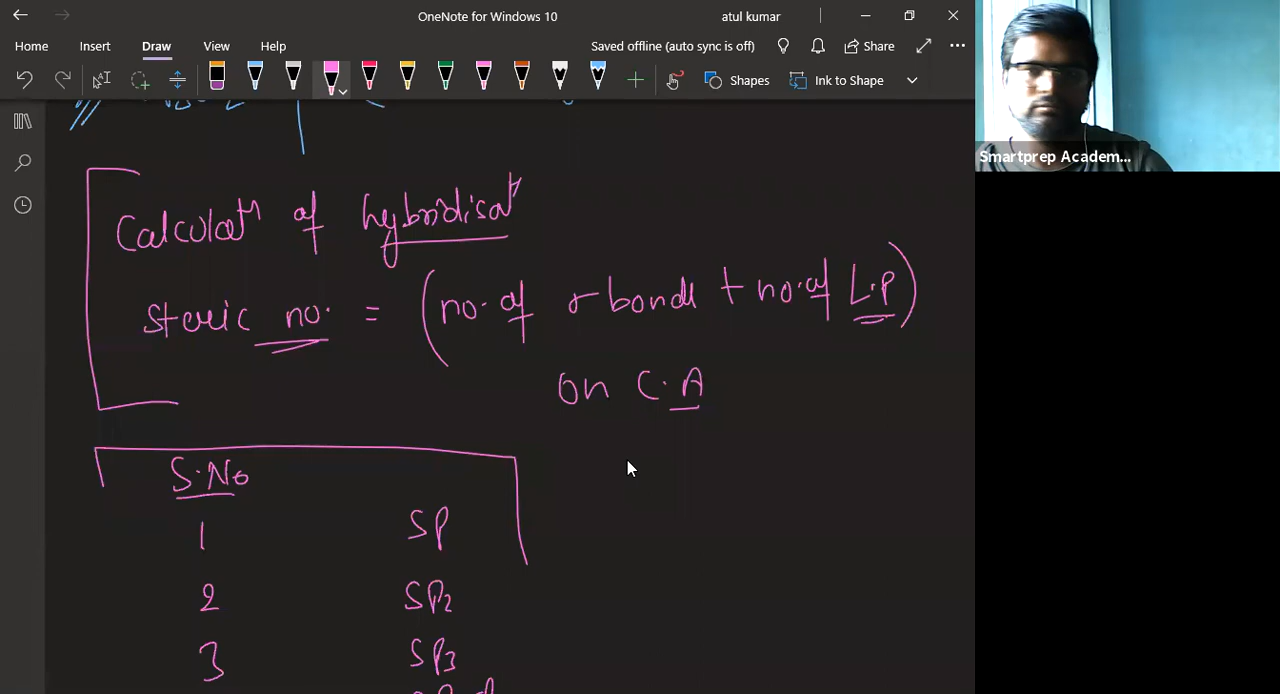 OneNote for Windows 10
atul kumar
Home Insert Draw View Help
Saved offline (auto sync is off)
Share
Shapes
Ink to Shape
Smartprep Academ...
Calculatn of hybridisatn
Steric no. = (no. of σ bonds + no. of L.P)
on C.A
S.No
1 SP
2 SP2
3 SP3